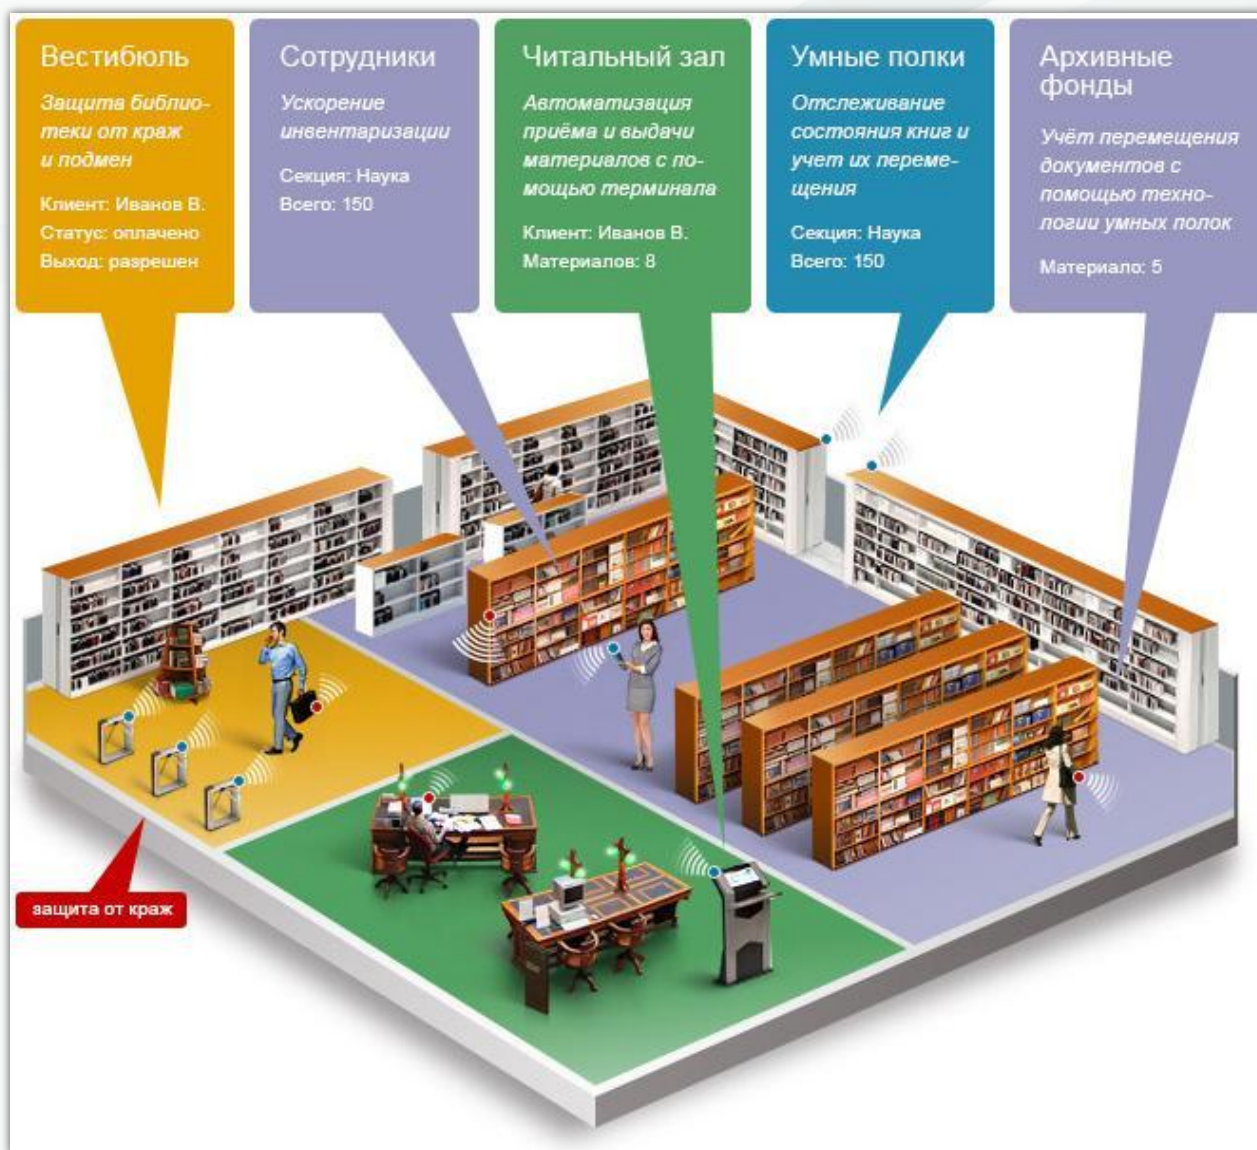 Вестибюль
Защита библио-
теки от краж
и подмен
Клиент: Иванов В.
Статус: оплачено
Выход: разрешен
Сотрудники
Ускорение
инвентаризации
Секция: Наука
Всего: 150
Читальный зал
Автоматизация
приёма и выдачи
материалов с по-
мощью терминала
Клиент: Иванов В.
Материалов: 8
Умные полки
Отслеживание
состояния книг и
учет их переме-
щения
Секция: Наука
Всего: 150
Архивные
фонды
Учёт перемещения
документов с
помощью техно-
логии умных полок
Материало: 5
защита от краж